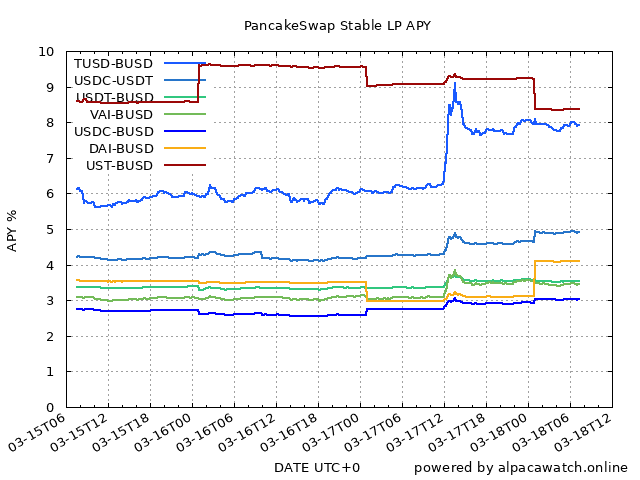 PancakeSwap Stable LP APY
10
9
8
7
6
5
4
3
2
1
0
APY %
TUSD-BUSD
USDC-USDT
USDT-BUSD
VAI-BUSD
USDC-BUSD
DAI-BUSD
UST-BUSD
03-15T06
03-15T12
03-15T18
03-16T00
03-16T06
03-16T12
03-16T18
03-17T00
03-17T06
03-17T12
03-17T18
03-18T00
03-18T06
03-18T12
DATE UTC+0
powered by alpacawatch.online